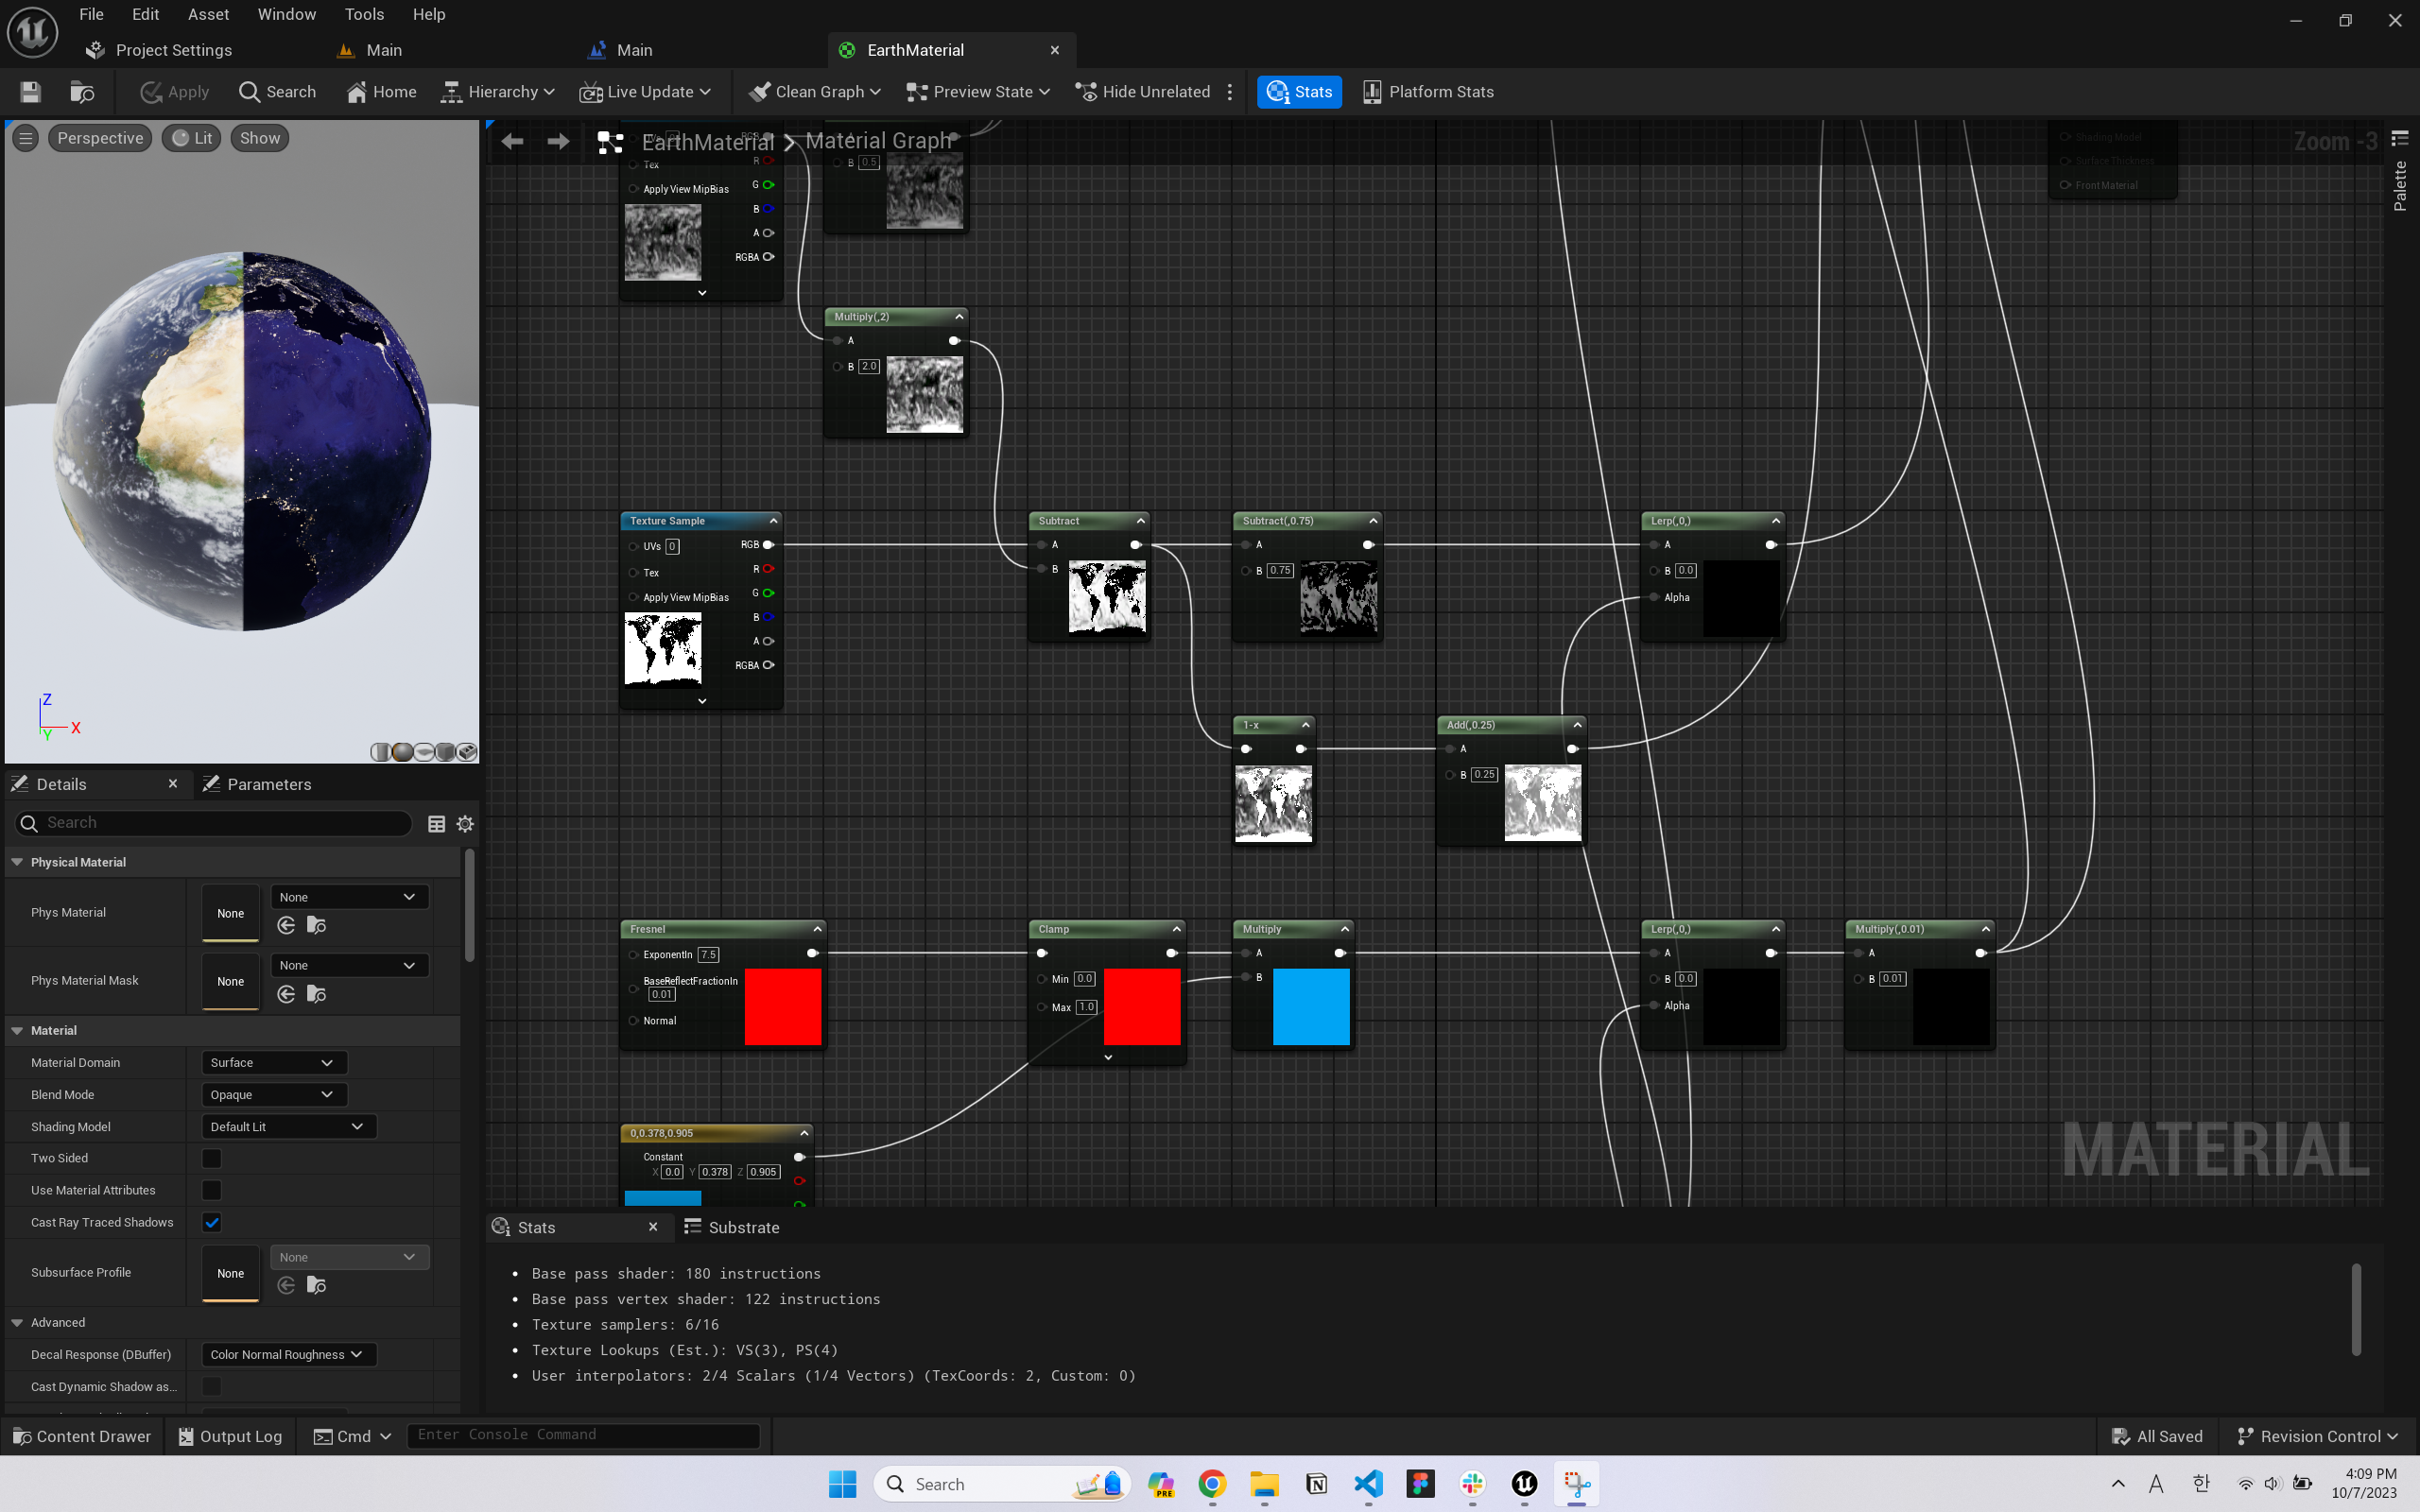 File Edit Asset Window Tools Help
Project Settings Main Main EarthMaterial
Apply Search Home Hierarchy Live Update Clean Graph Preview State Hide Unrelated Stats Platform Stats
Perspective Lit Show
EarthMaterial Material Graph
Zoom -3
Palette
UVs RGB
Tex R
Apply View MipBias G
B
A
RGBA
B 0.5
Shading Model
Surface Thickness
Front Material
Multiply(,2)
A
B 2.0
Texture Sample
UVs 0 RGB
Tex R
Apply View MipBias G
B
A
RGBA
Subtract
A
B
Subtract(,0.75)
A
B 0.75
Lerp(,0,)
A
B 0.0
Alpha
1-x
Add(,0.25)
A
B 0.25
Fresnel
ExponentIn 7.5
BaseReflectFractionIn
0.01
Normal
Clamp
Min 0.0
Max 1.0
Multiply
A
B
Lerp(,0,)
A
B 0.0
Alpha
Multiply(,0.01)
A
B 0.01
0,0.378,0.905
Constant
X 0.0 Y 0.378 Z 0.905
MATERIAL
Z
X
Y
Details Parameters
Search
Physical Material
Phys Material None None
Phys Material Mask None None
Material
Material Domain Surface
Blend Mode Opaque
Shading Model Default Lit
Two Sided
Use Material Attributes
Cast Ray Traced Shadows
Subsurface Profile None None
Advanced
Decal Response (DBuffer) Color Normal Roughness
Cast Dynamic Shadow as...
Stats Substrate
Base pass shader: 180 instructions
Base pass vertex shader: 122 instructions
Texture samplers: 6/16
Texture Lookups (Est.): VS(3), PS(4)
User interpolators: 2/4 Scalars (1/4 Vectors) (TexCoords: 2, Custom: 0)
Content Drawer Output Log Cmd Enter Console Command All Saved Revision Control
Search
PRE
A 한
4:09 PM
10/7/2023